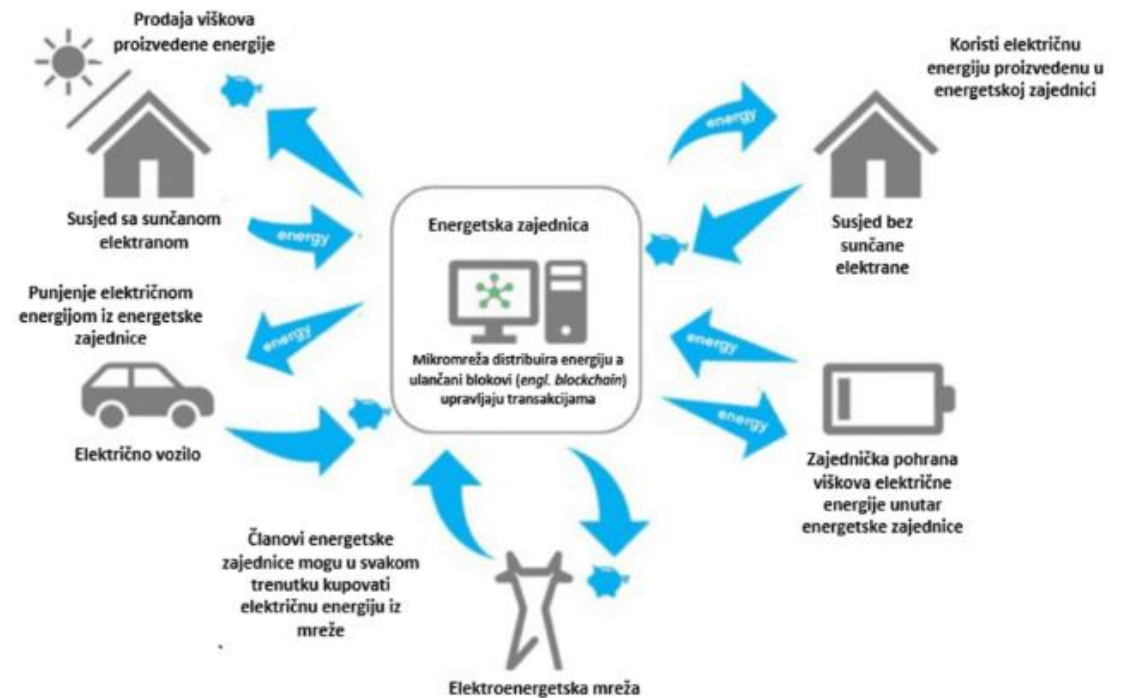 Prodaja viškova
proizvedene energije
Susjed sa sunčanom
elektranom
energy
Punjenje električnom
energijom iz energetske
zajednice
energy
Električno vozilo
Energetska zajednica
Mikromreža distribuira energiju a
ulančani blokovi (engl. blockchain)
upravljaju transakcijama
Koristi električnu
energiju proizvedenu u
energetskoj zajednici
energy
Susjed bez
sunčane
elektrane
energy
energy
Zajednička pohrana
viškova električne
energije unutar
energetske zajednice
Članovi energetske
zajednice mogu u svakom
trenutku kupovati
električnu energiju iz
mreže
Elektroenergetska mreža